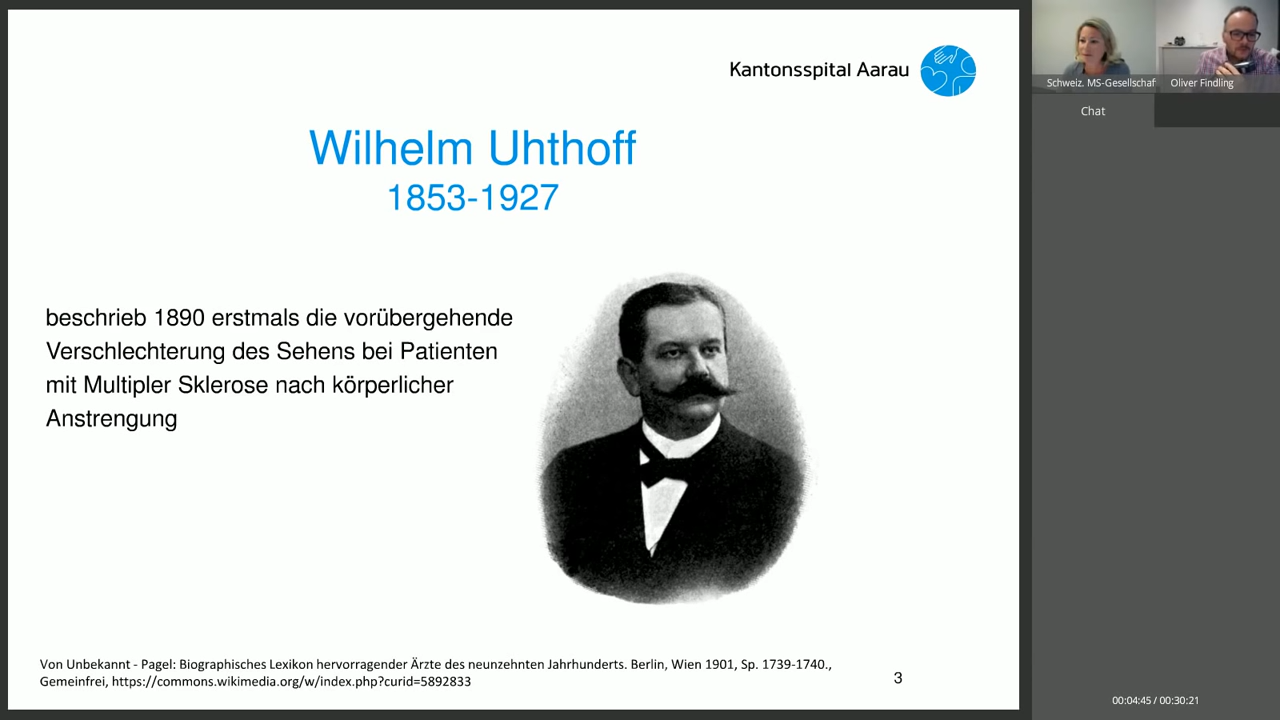 Kantonsspital Aarau
Wilhelm Uhthoff
1853-1927
beschrieb 1890 erstmals die vorübergehende
Verschlechterung des Sehens bei Patienten
mit Multipler Sklerose nach körperlicher
Anstrengung
Von Unbekannt - Pagel: Biographisches Lexikon hervorragender Ärzte des neunzehnten Jahrhunderts. Berlin, Wien 1901, Sp. 1739-1740.,
Gemeinfrei, https://commons.wikimedia.org/w/index.php?curid=5892833
3
Schweiz. MS-Gesellschaf
Oliver Findling
Chat
00:04:45 / 00:30:21